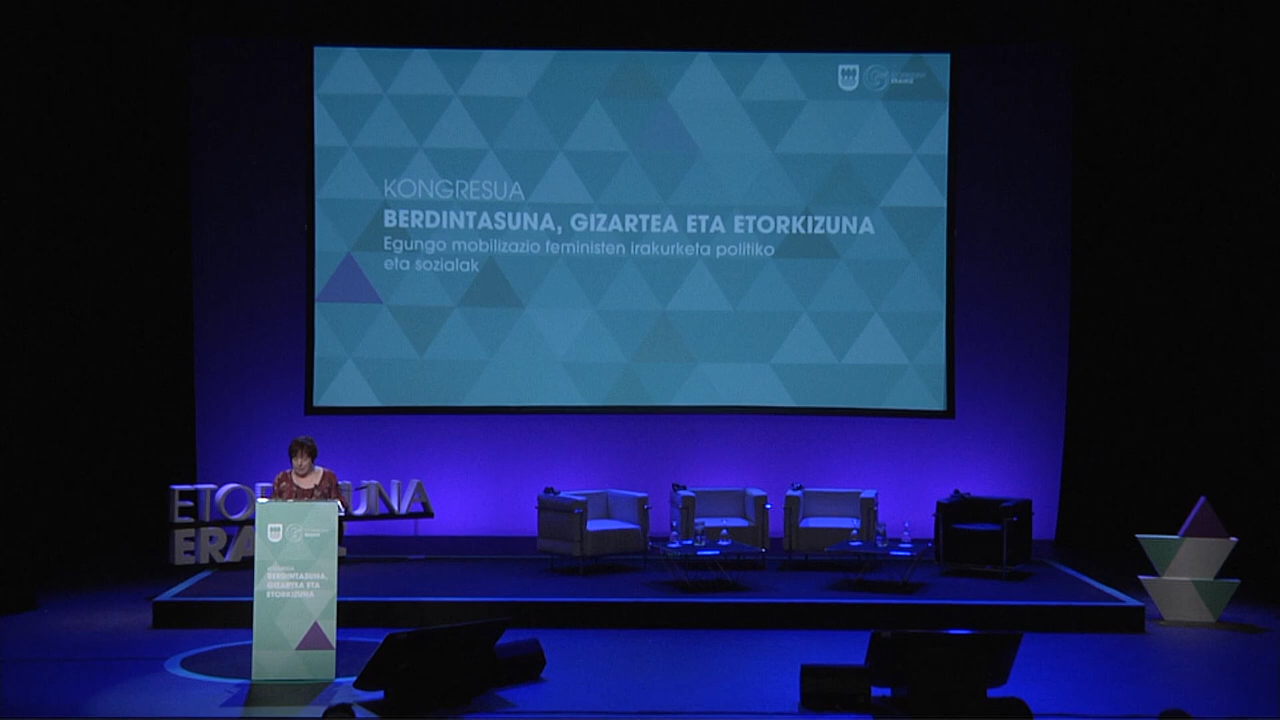 KONGRESUA
BERDINTASUNA, GIZARTEA ETA ETORKIZUNA
Egungo mobilizazio feministen irakurketa politiko
eta sozialak
BERDINTASUNA,
GIZARTEA ETA
ETORKIZUNA